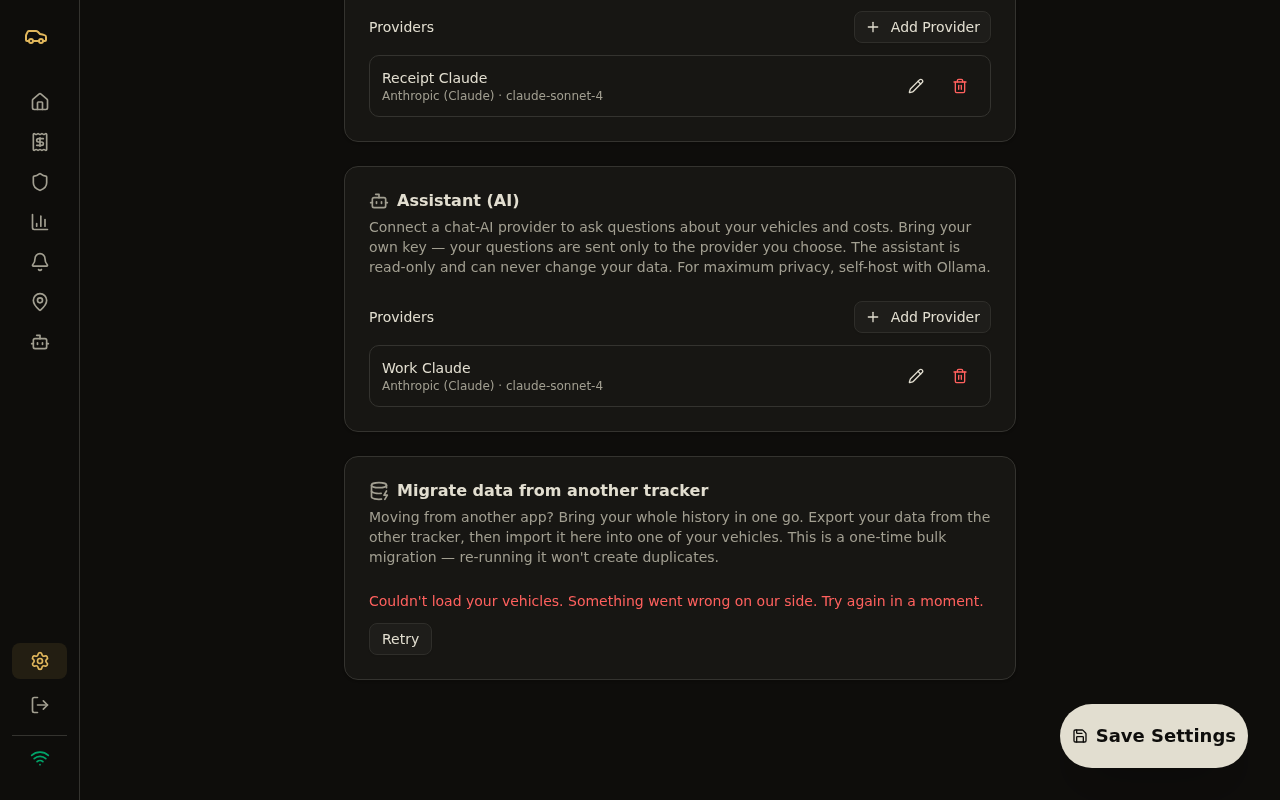 Providers
Add Provider
Receipt Claude
Anthropic (Claude) · claude-sonnet-4
Assistant (AI)
Connect a chat-AI provider to ask questions about your vehicles and costs. Bring your
own key — your questions are sent only to the provider you choose. The assistant is
read-only and can never change your data. For maximum privacy, self-host with Ollama.
Providers
Add Provider
Work Claude
Anthropic (Claude) · claude-sonnet-4
Migrate data from another tracker
Moving from another app? Bring your whole history in one go. Export your data from the
other tracker, then import it here into one of your vehicles. This is a one-time bulk
migration — re-running it won't create duplicates.
Couldn't load your vehicles. Something went wrong on our side. Try again in a moment.
Retry
Save Settings